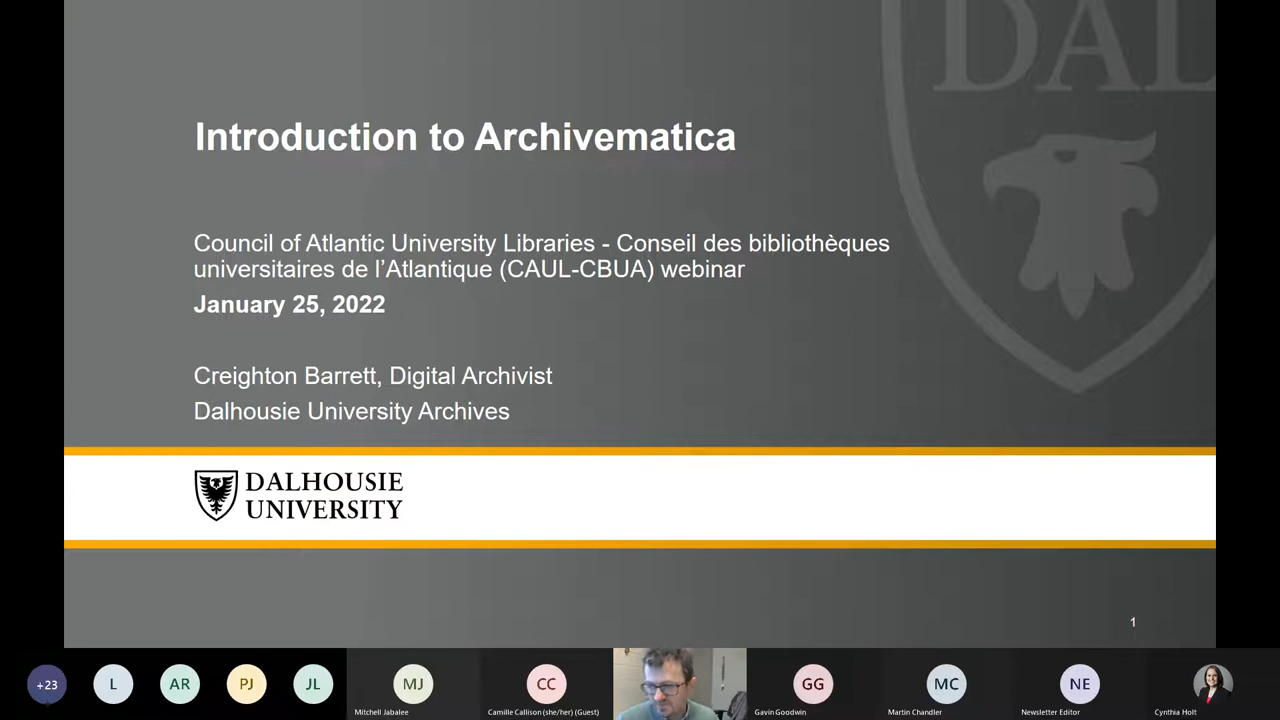 DAL
Introduction to Archivematica
Council of Atlantic University Libraries - Conseil des bibliothèques
universitaires de l’Atlantique (CAUL-CBUA) webinar
January 25, 2022
Creighton Barrett, Digital Archivist
Dalhousie University Archives
DALHOUSIE
UNIVERSITY
1
+23
L
AR
PJ
JL
MJ
CC
GG
MC
NE
Mitchell Jabalee
Camille Callison (she/her) (Guest)
Gavin Goodwin
Martin Chandler
Newsletter Editor
Cynthia Holt